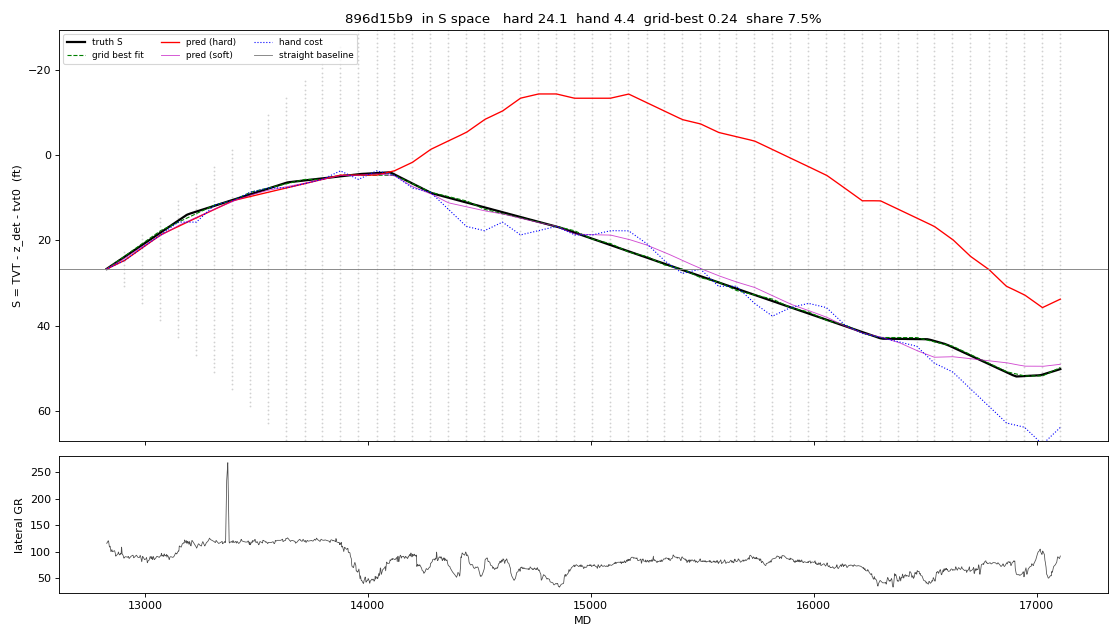 896d15b9  in S space   hard 24.1  hand 4.4  grid-best 0.24  share 7.5%
truth S
grid best fit
pred (hard)
pred (soft)
hand cost
straight baseline
−20
0
20
40
60
S = TVT - z_det - tvt0  (ft)
250
200
150
100
50
lateral GR
13000 14000 15000 16000 17000
MD